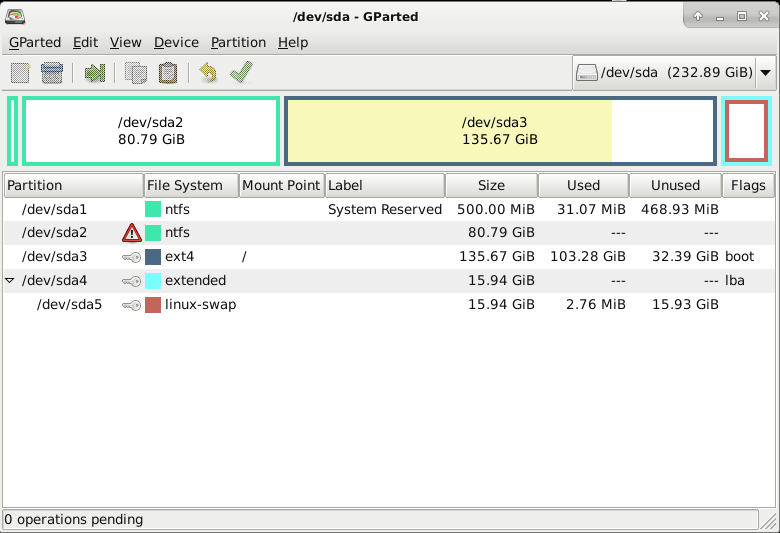 /dev/sda - GParted
GParted Edit View Device Partition Help
/dev/sda (232.89 GiB)
/dev/sda2 /dev/sda3
80.79 GiB 135.67 GiB
Partition File System Mount Point Label Size Used Unused Flags
/dev/sda1 ntfs System Reserved 500.00 MiB 31.07 MiB 468.93 MiB
/dev/sda2 ntfs 80.79 GiB --- ---
/dev/sda3 ext4 / 135.67 GiB 103.28 GiB 32.39 GiB boot
/dev/sda4 extended 15.94 GiB --- --- lba
/dev/sda5 linux-swap 15.94 GiB 2.76 MiB 15.93 GiB
0 operations pending